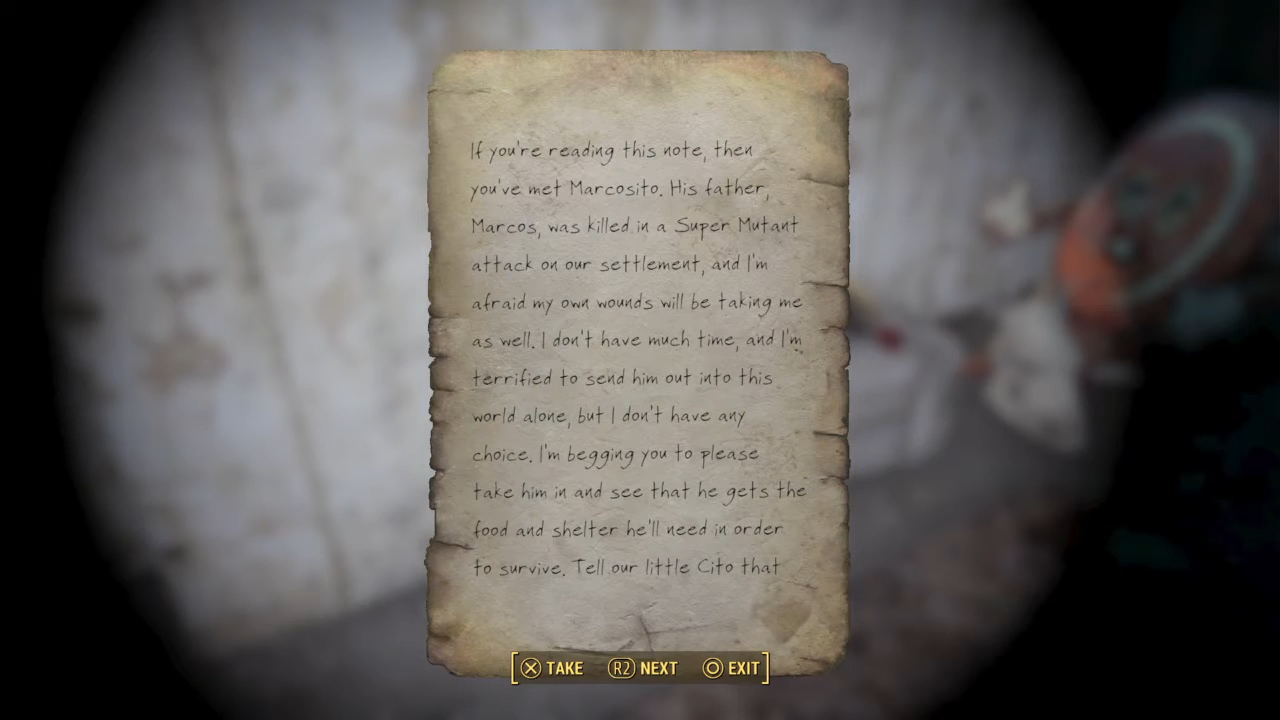 If you're reading this note, then
you've met Marcosito. His father,
Marcos, was killed in a Super Mutant
attack on our settlement, and I'm
afraid my own wounds will be taking me
as well. I don't have much time, and I'm
terrified to send him out into this
world alone, but I don't have any
choice. I'm begging you to please
take him in and see that he gets the
food and shelter he'll need in order
to survive. Tell our little Cito that
TAKE R2 NEXT EXIT